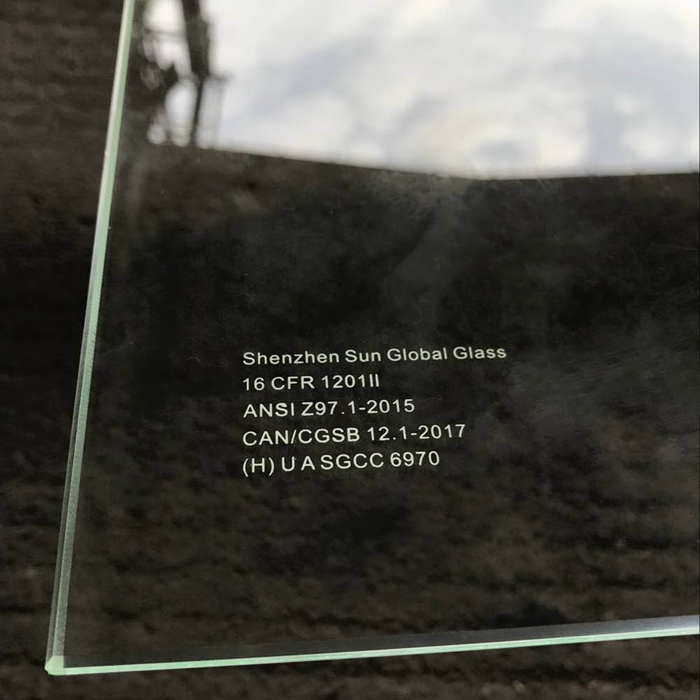 Shenzhen Sun Global Glass
16 CFR 1201II
ANSI Z97.1-2015
CAN/CGSB 12.1-2017
(H) U A SGCC 6970